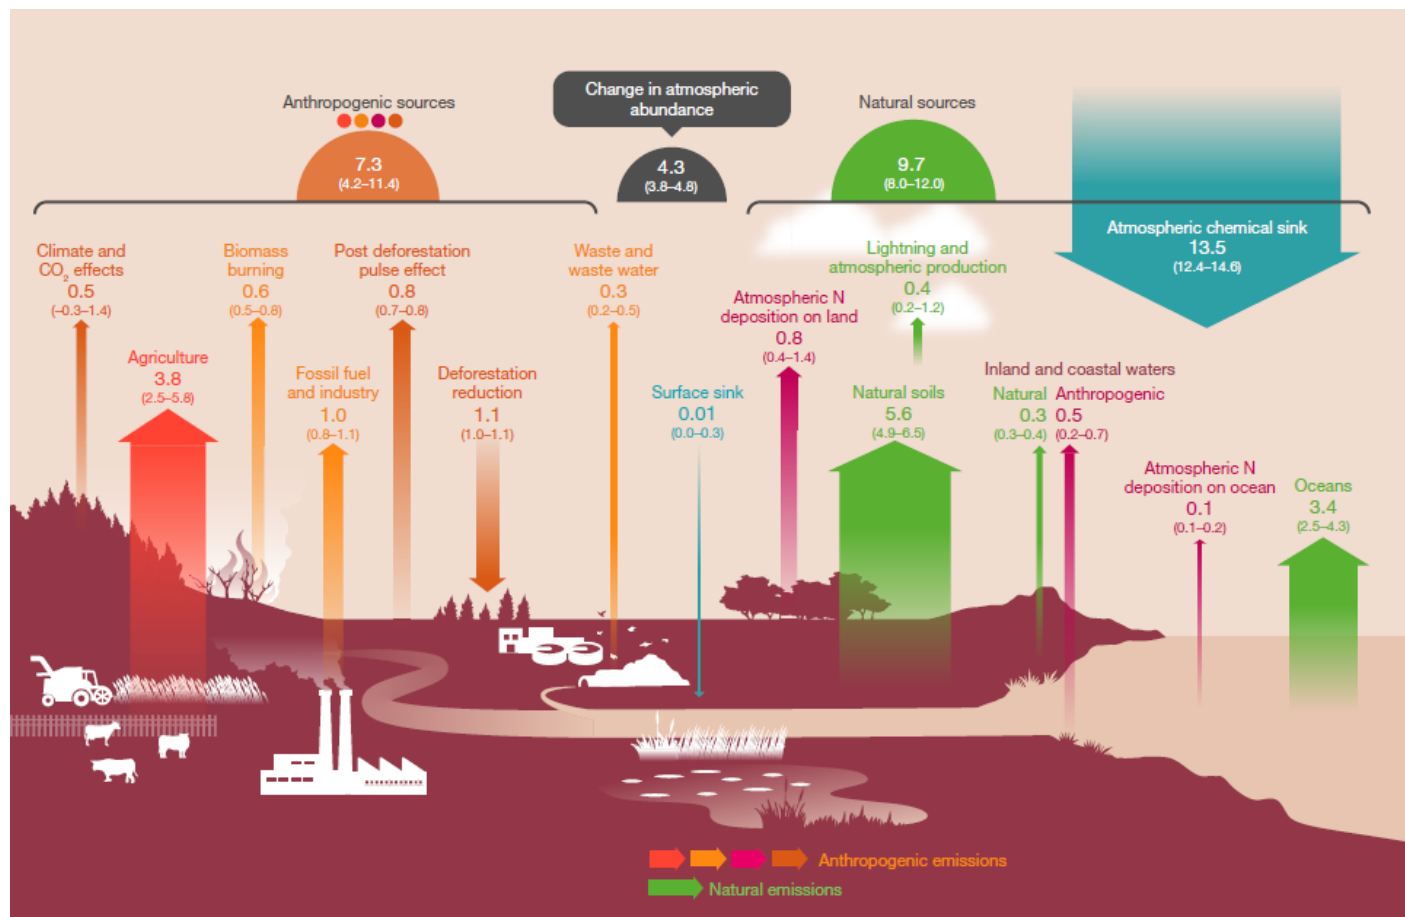 Change in atmospheric
abundance
4.3
(3.8–4.8)
Anthropogenic sources
7.3
(4.2–11.4)
Natural sources
9.7
(8.0–12.0)
Atmospheric chemical sink
13.5
(12.4–14.6)
Climate and
CO₂ effects
0.5
(–0.3–1.4)
Agriculture
3.8
(2.5–5.8)
Biomass
burning
0.6
(0.5–0.8)
Fossil fuel
and industry
1.0
(0.8–1.1)
Post deforestation
pulse effect
0.8
(0.7–0.8)
Deforestation
reduction
1.1
(1.0–1.1)
Waste and
waste water
0.3
(0.2–0.5)
Surface sink
0.01
(0.0–0.3)
Atmospheric N
deposition on land
0.8
(0.4–1.4)
Lightning and
atmospheric production
0.4
(0.2–1.2)
Natural soils
5.6
(4.9–6.5)
Inland and coastal waters
Natural
0.3
(0.3–0.4)
Anthropogenic
0.5
(0.2–0.7)
Atmospheric N
deposition on ocean
0.1
(0.1–0.2)
Oceans
3.4
(2.5–4.3)
Anthropogenic emissions
Natural emissions